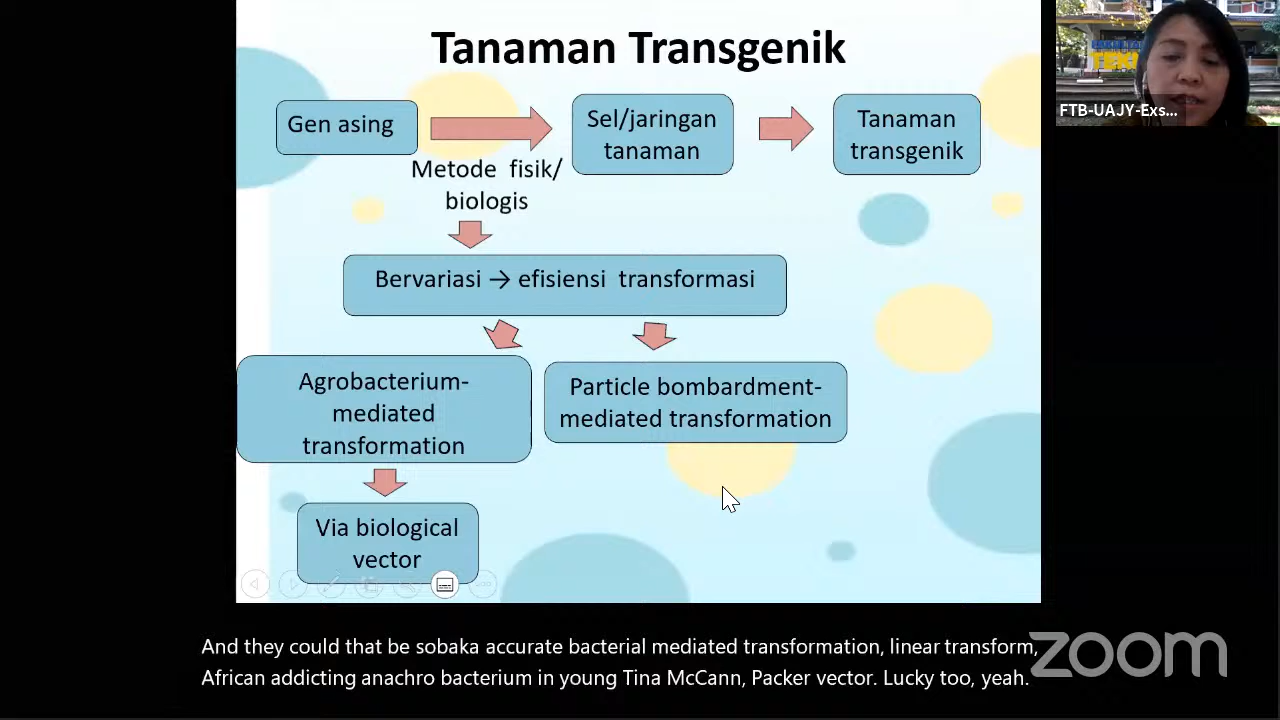 Tanaman Transgenik
Gen asing
Sel/jaringan
tanaman
Tanaman
transgenik
Metode fisik/
biologis
Bervariasi → efisiensi transformasi
Agrobacterium-
mediated
transformation
Particle bombardment-
mediated transformation
Via biological
vector
FTB-UAJY-Exs...
And they could that be sobaka accurate bacterial mediated transformation, linear transform,
African addicting anachro bacterium in young Tina McCann, Packer vector. Lucky too, yeah.
zoom